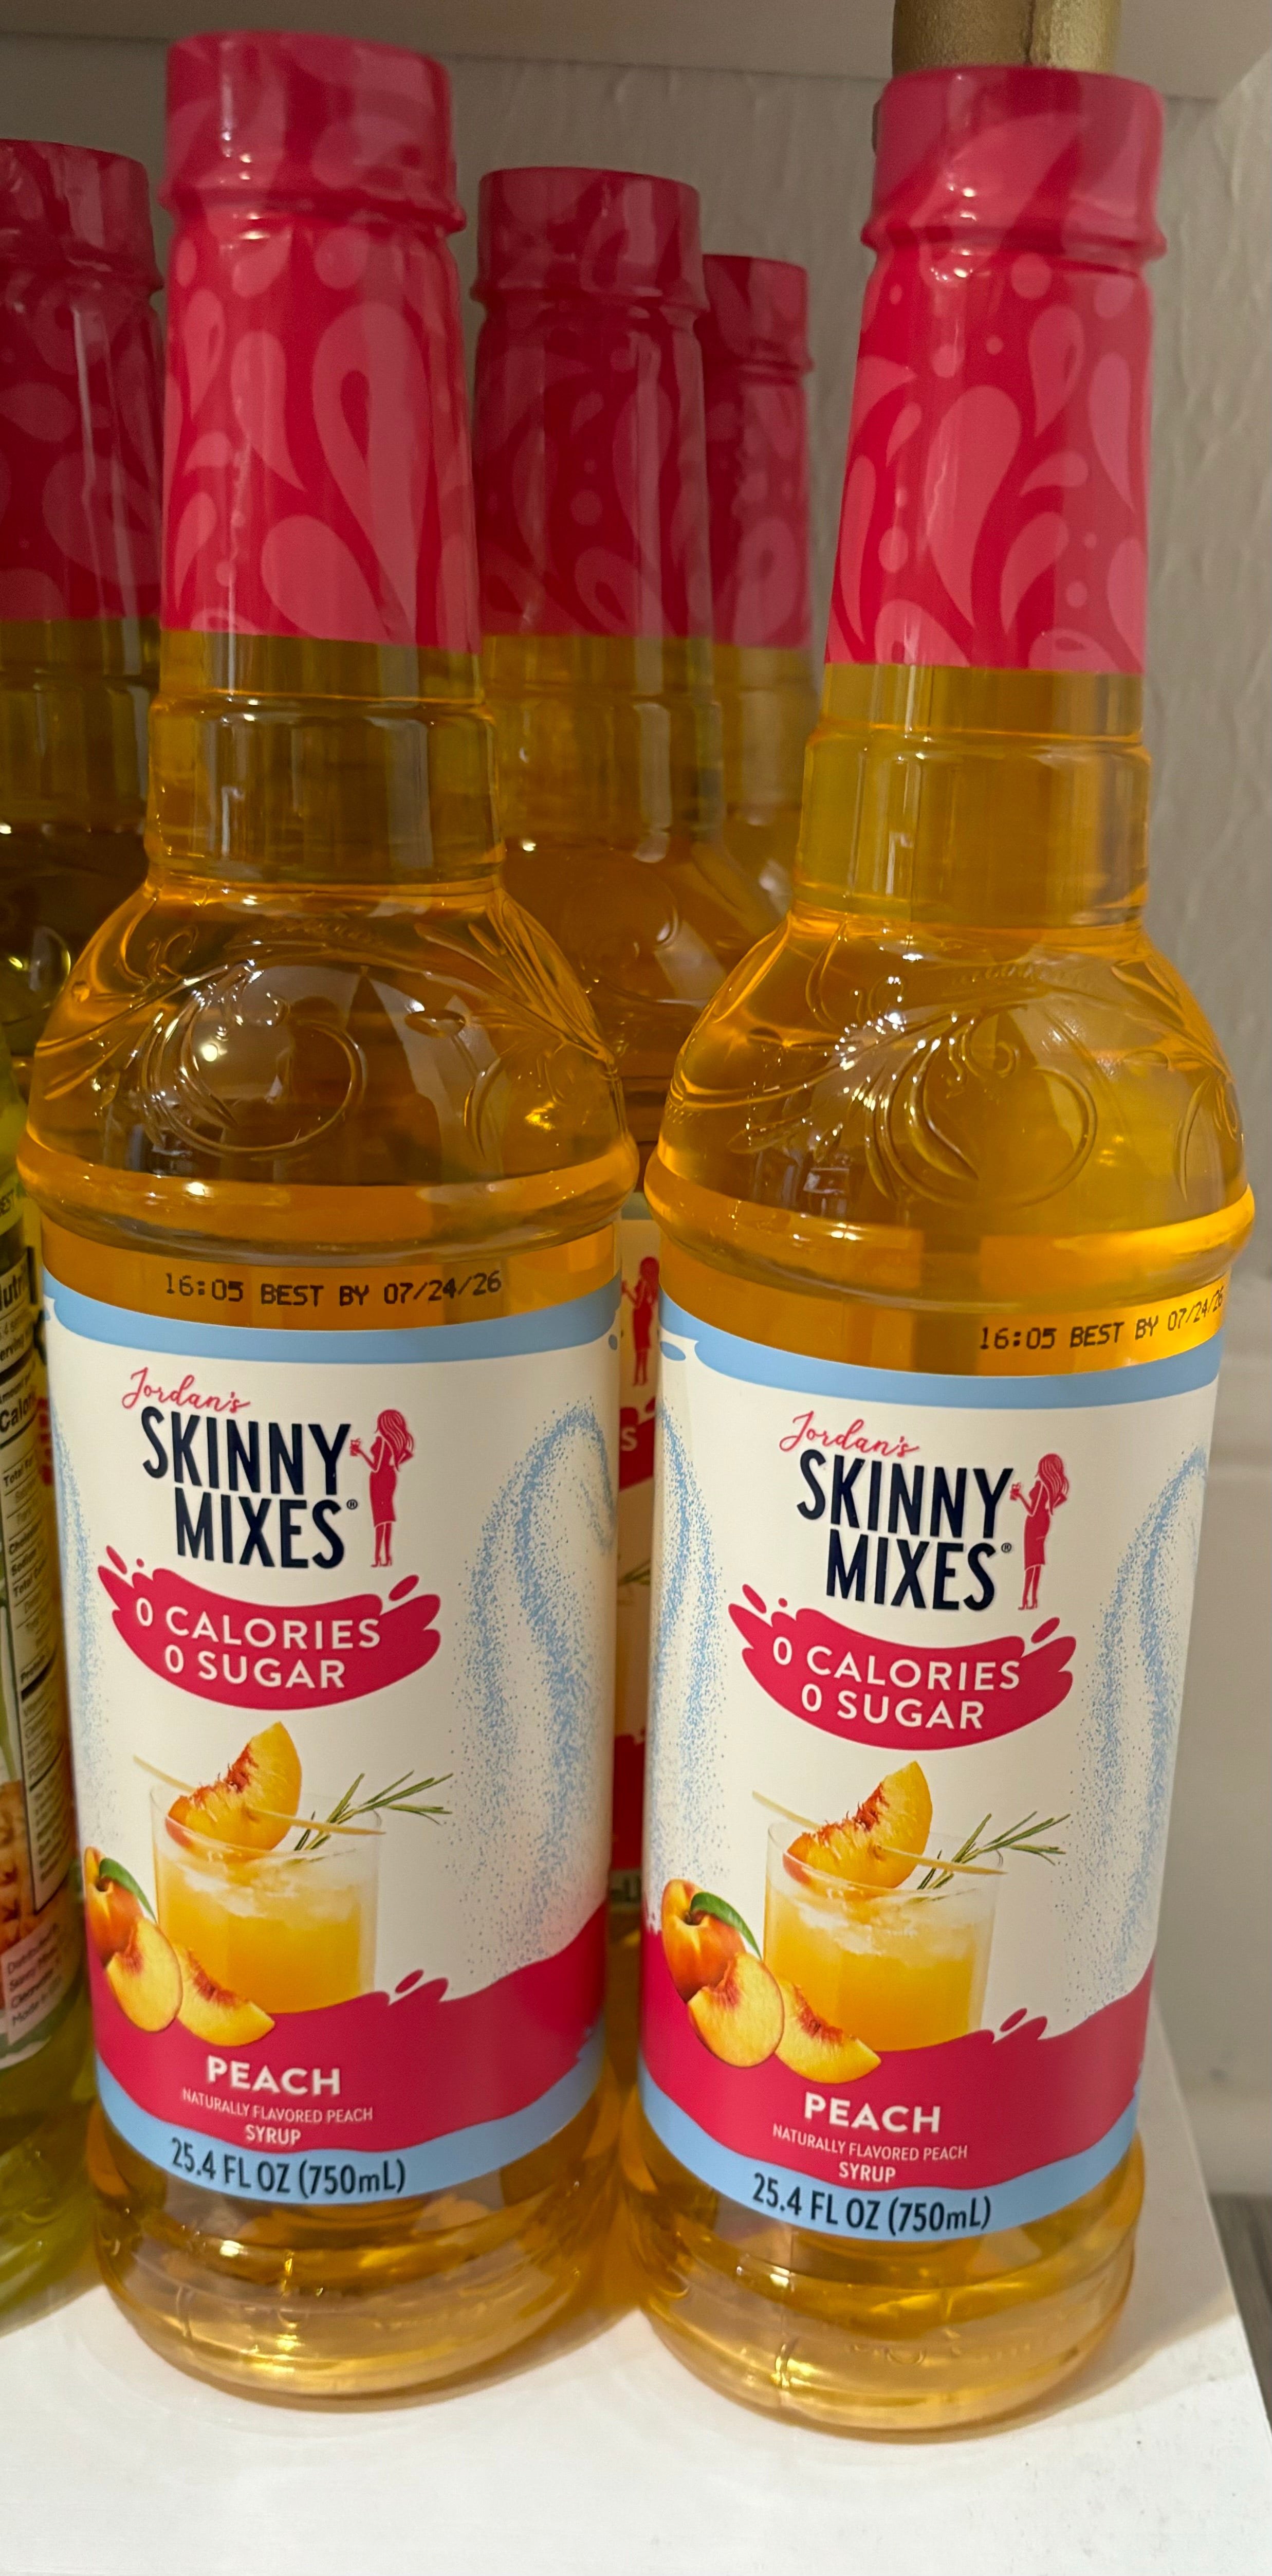 16:05 BEST BY 07/24/26
Jordan's
SKINNY
MIXES®
0 CALORIES
0 SUGAR
PEACH
NATURALLY FLAVORED PEACH
SYRUP
25.4 FL OZ (750mL)
16:05 BEST BY 07/24/26
Jordan's
SKINNY
MIXES®
0 CALORIES
0 SUGAR
PEACH
NATURALLY FLAVORED PEACH
SYRUP
25.4 FL OZ (750mL)